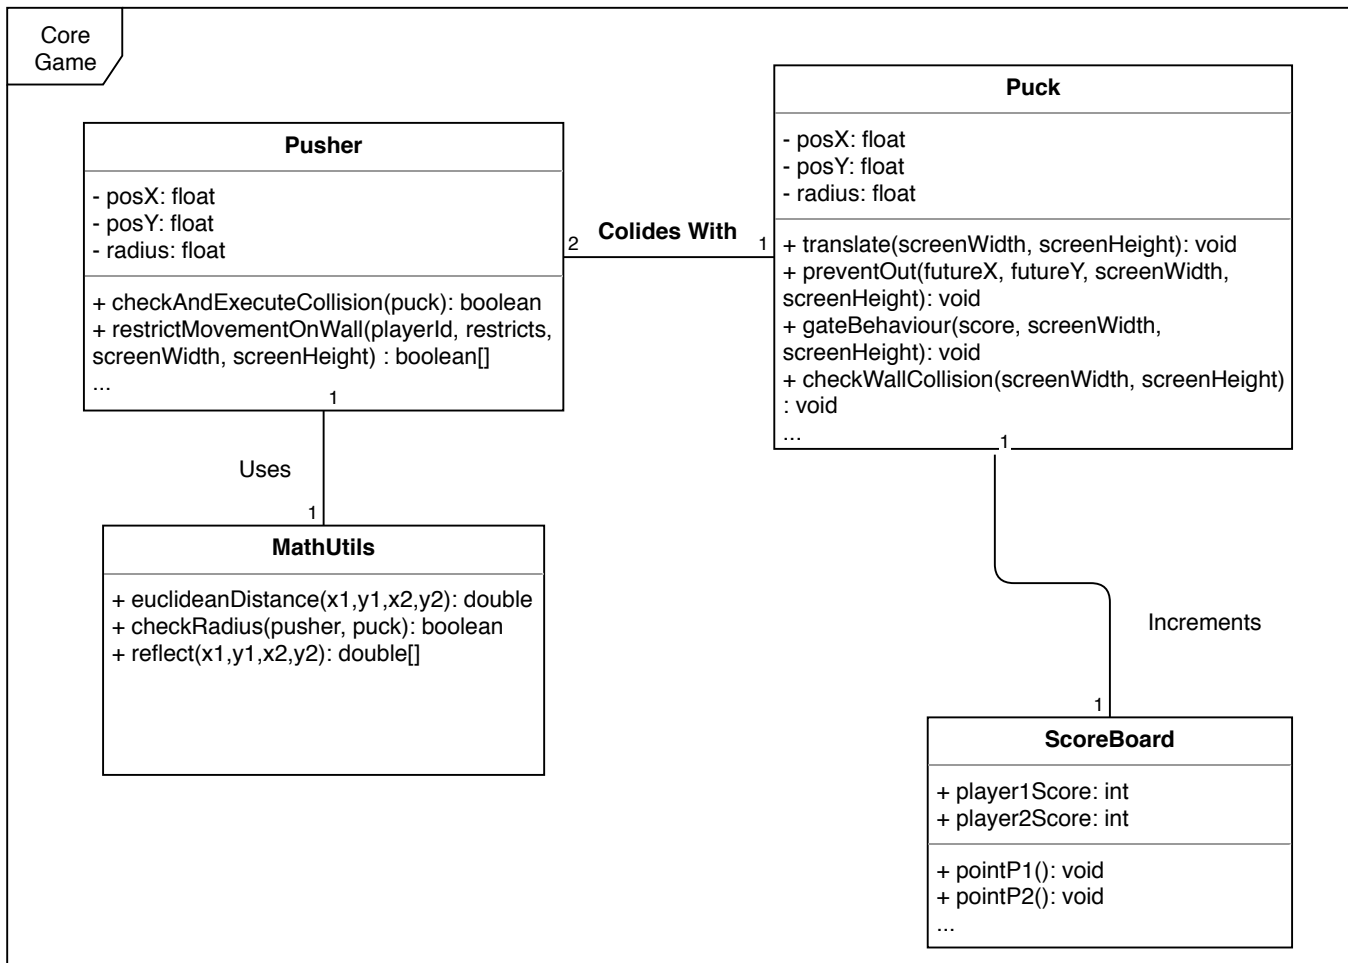 Core
Game
Pusher
- posX: float
- posY: float
- radius: float
+ checkAndExecuteCollision(puck): boolean
+ restrictMovementOnWall(playerId, restricts,
screenWidth, screenHeight) : boolean[]
...
1
2
Colides With
1
Puck
- posX: float
- posY: float
- radius: float
+ translate(screenWidth, screenHeight): void
+ preventOut(futureX, futureY, screenWidth,
screenHeight): void
+ gateBehaviour(score, screenWidth,
screenHeight): void
+ checkWallCollision(screenWidth, screenHeight)
: void
...
1
Uses
1
MathUtils
+ euclideanDistance(x1,y1,x2,y2): double
+ checkRadius(pusher, puck): boolean
+ reflect(x1,y1,x2,y2): double[]
Increments
1
ScoreBoard
+ player1Score: int
+ player2Score: int
+ pointP1(): void
+ pointP2(): void
...